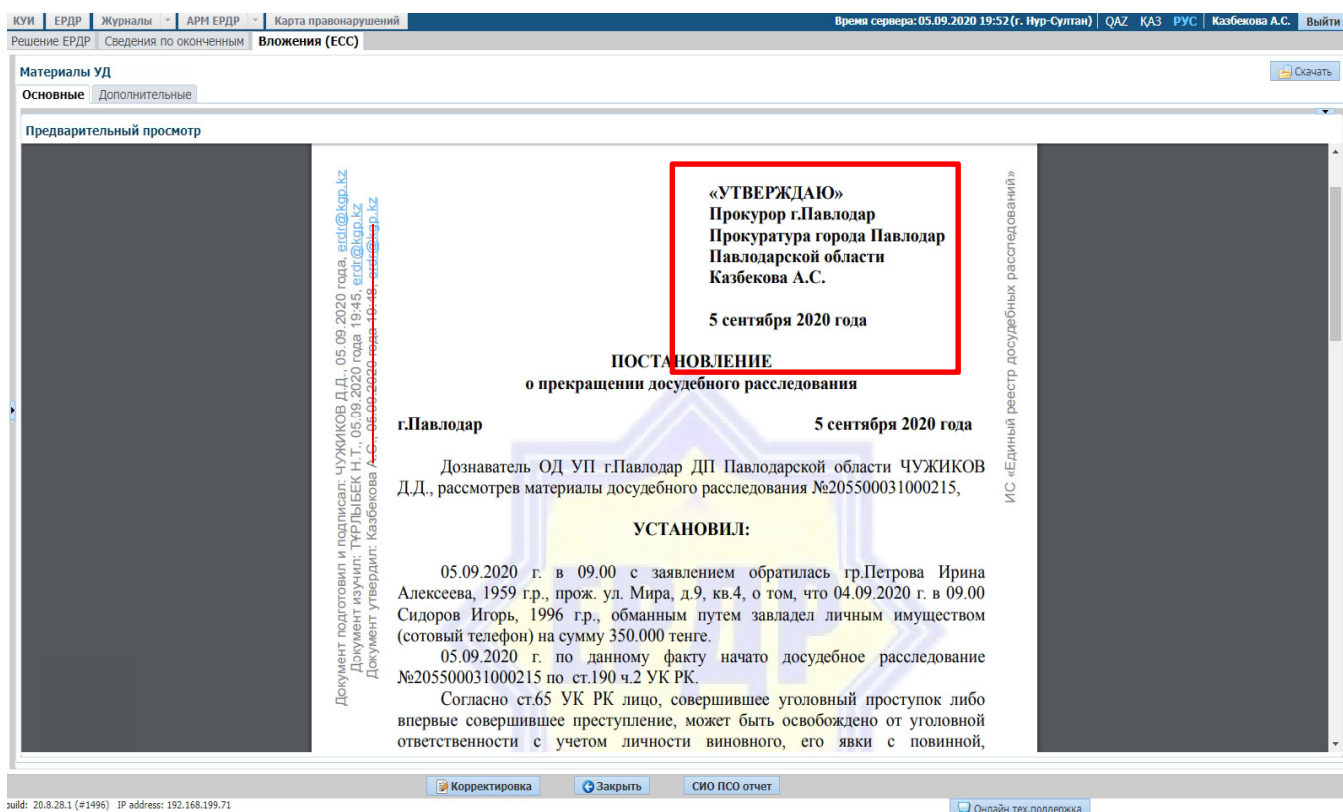 КУИ ЕРДР Журналы АРМ ЕРДР Карта правонарушений Время сервера: 05.09.2020 19:52 (г. Нур-Султан) QAZ ҚАЗ РУС Казбекова А.С. Выйти
Решение ЕРДР Сведения по оконченным Вложения (ЕСС)
Материалы УД Скачать
Основные Дополнительные
Предварительный просмотр
Документ подготовил и подписал: ЧУЖИКОВ Д.Д., 05.09.2020 года, erdr@kgp.kz
Документ изучил: ТҰРЛЫБЕК Н.Т., 05.09.2020 года 19:45, erdr@kgp.kz
Документ утвердил: Казбекова А.С., 05.09.2020 года 19:48, erdr@kgp.kz
ИС «Единый реестр досудебных расследований»
«УТВЕРЖДАЮ»
Прокурор г.Павлодар
Прокуратура города Павлодар
Павлодарской области
Казбекова А.С.
5 сентября 2020 года
ПОСТАНОВЛЕНИЕ
о прекращении досудебного расследования
г.Павлодар 5 сентября 2020 года
Дознаватель ОД УП г.Павлодар ДП Павлодарской области ЧУЖИКОВ
Д.Д., рассмотрев материалы досудебного расследования №205500031000215,
УСТАНОВИЛ:
05.09.2020 г. в 09.00 с заявлением обратилась гр.Петрова Ирина
Алексеева, 1959 г.р., прож. ул. Мира, д.9, кв.4, о том, что 04.09.2020 г. в 09.00
Сидоров Игорь, 1996 г.р., обманным путем завладел личным имуществом
(сотовый телефон) на сумму 350.000 тенге.
05.09.2020 г. по данному факту начато досудебное расследование
№205500031000215 по ст.190 ч.2 УК РК.
Согласно ст.65 УК РК лицо, совершившее уголовный проступок либо
впервые совершившее преступление, может быть освобождено от уголовной
ответственности с учетом личности виновного, его явки с повинной,
ЕРДР
Корректировка Закрыть СИО ПСО отчет
build: 20.8.28.1 (#1496) IP address: 192.168.199.71 Онлайн тех.поддержка